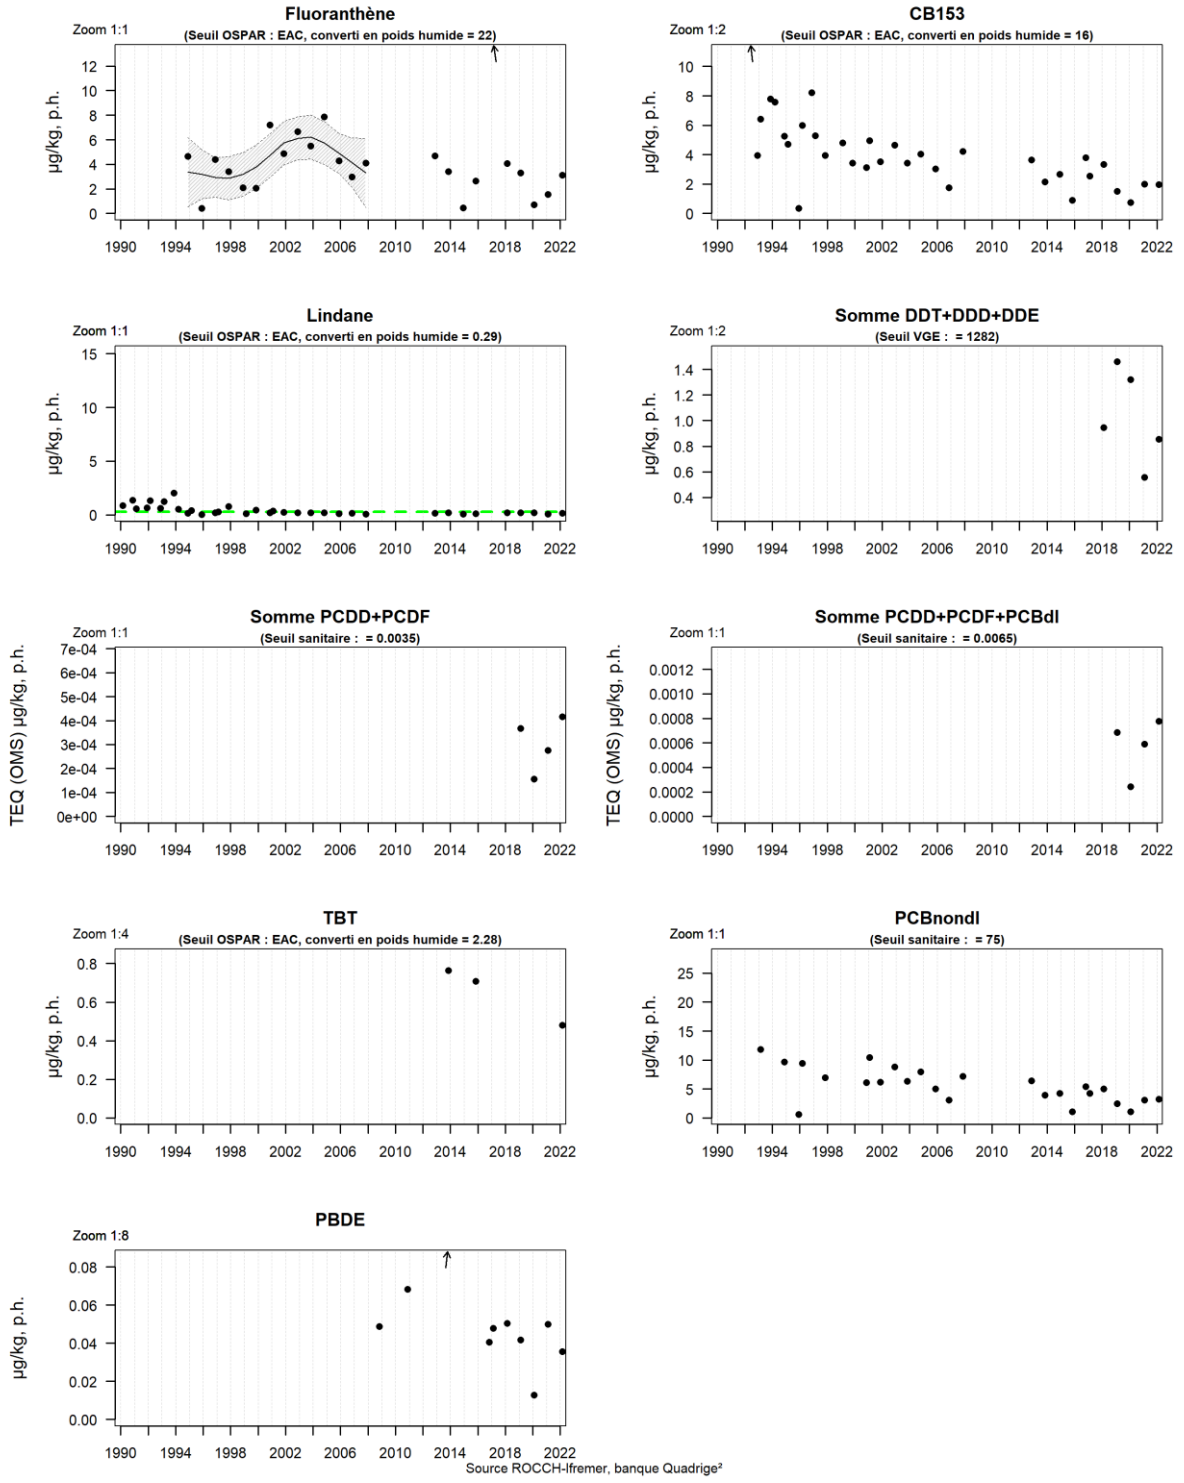 Fluoranthène
Zoom 1:1
(Seuil OSPAR : EAC, converti en poids humide = 22)
µg/kg, p.h.
12
10
8
6
4
2
0
1990 1994 1998 2002 2006 2010 2014 2018 2022
CB153
Zoom 1:2
(Seuil OSPAR : EAC, converti en poids humide = 16)
µg/kg, p.h.
10
8
6
4
2
0
1990 1994 1998 2002 2006 2010 2014 2018 2022
Lindane
Zoom 1:1
(Seuil OSPAR : EAC, converti en poids humide = 0.29)
µg/kg, p.h.
15
10
5
0
1990 1994 1998 2002 2006 2010 2014 2018 2022
Somme DDT+DDD+DDE
Zoom 1:2
(Seuil VGE : = 1282)
µg/kg, p.h.
1.4
1.2
1.0
0.8
0.6
0.4
1990 1994 1998 2002 2006 2010 2014 2018 2022
Somme PCDD+PCDF
Zoom 1:1
(Seuil sanitaire : = 0.0035)
TEQ (OMS) µg/kg, p.h.
7e-04
6e-04
5e-04
4e-04
3e-04
2e-04
1e-04
0e+00
1990 1994 1998 2002 2006 2010 2014 2018 2022
Somme PCDD+PCDF+PCBdl
Zoom 1:1
(Seuil sanitaire : = 0.0065)
TEQ (OMS) µg/kg, p.h.
0.0012
0.0010
0.0008
0.0006
0.0004
0.0002
0.0000
1990 1994 1998 2002 2006 2010 2014 2018 2022
TBT
Zoom 1:4
(Seuil OSPAR : EAC, converti en poids humide = 2.28)
µg/kg, p.h.
0.8
0.6
0.4
0.2
0.0
1990 1994 1998 2002 2006 2010 2014 2018 2022
PCBnondl
Zoom 1:1
(Seuil sanitaire : = 75)
µg/kg, p.h.
25
20
15
10
5
0
1990 1994 1998 2002 2006 2010 2014 2018 2022
PBDE
Zoom 1:8
µg/kg, p.h.
0.08
0.06
0.04
0.02
0.00
1990 1994 1998 2002 2006 2010 2014 2018 2022
Source ROCCH-Ifremer, banque Quadrige²